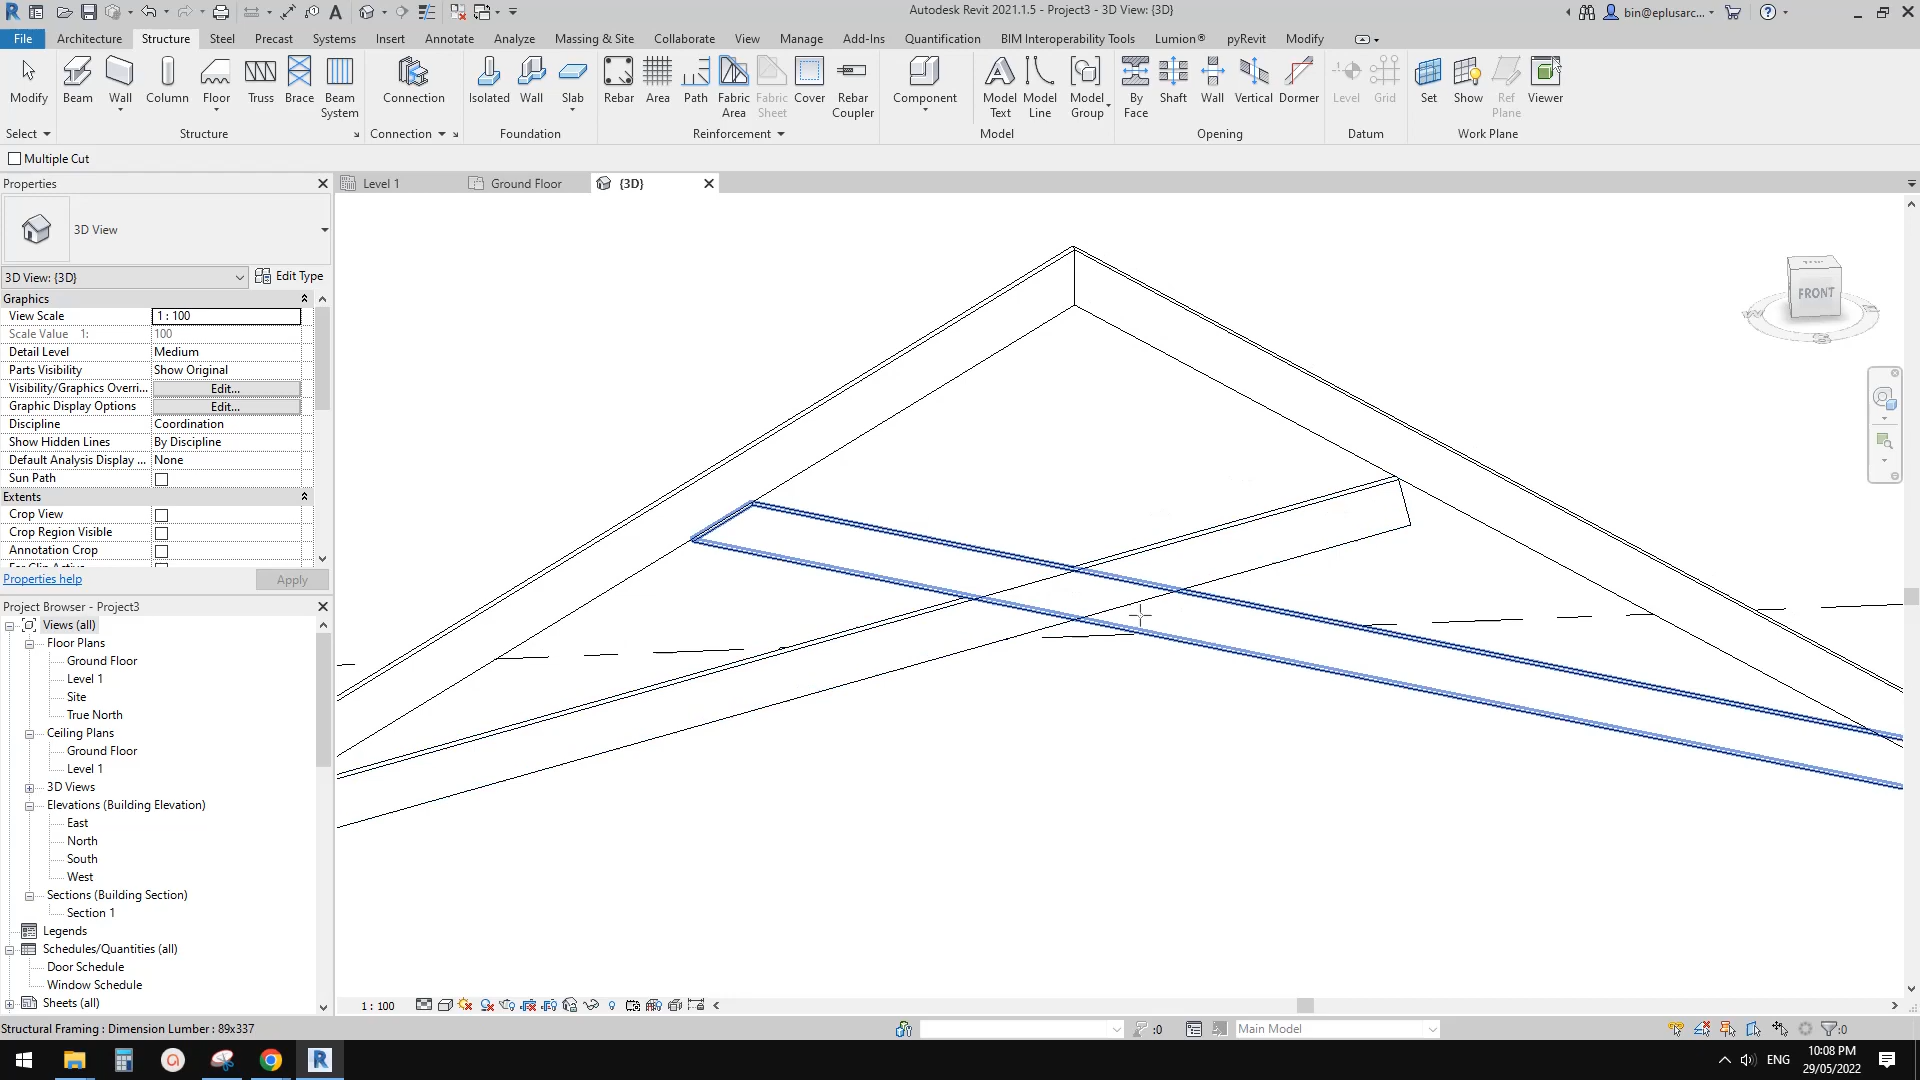 Autodesk Revit 2021.1.5 - Project3 - 3D View: {3D}
bin@eplusarc...
File
Architecture
Structure
Steel
Precast
Systems
Insert
Annotate
Analyze
Massing & Site
Collaborate
View
Manage
Add-Ins
Quantification
BIM Interoperability Tools
Lumion®
pyRevit
Modify
Modify
Beam
Wall
Column
Floor
Truss
Brace
Beam System
Connection
Isolated
Wall
Slab
Rebar
Area
Path
Fabric Area
Fabric Sheet
Cover
Rebar Coupler
Component
Model Text
Model Line
Model Group
By Face
Shaft
Wall
Vertical
Dormer
Level
Grid
Set
Show
Ref Plane
Viewer
Select
Structure
Connection
Foundation
Reinforcement
Model
Opening
Datum
Work Plane
Multiple Cut
Properties
Level 1
Ground Floor
{3D}
3D View
3D View: {3D}
Edit Type
Graphics
View Scale
1 : 100
Scale Value 1:
100
Detail Level
Medium
Parts Visibility
Show Original
Visibility/Graphics Overri...
Edit...
Graphic Display Options
Edit...
Discipline
Coordination
Show Hidden Lines
By Discipline
Default Analysis Display ...
None
Sun Path
Extents
Crop View
Crop Region Visible
Annotation Crop
Properties help
Apply
FRONT
Project Browser - Project3
Views (all)
Floor Plans
Ground Floor
Level 1
Site
True North
Ceiling Plans
Ground Floor
Level 1
3D Views
Elevations (Building Elevation)
East
North
South
West
Sections (Building Section)
Section 1
Legends
Schedules/Quantities (all)
Door Schedule
Window Schedule
Sheets (all)
1 : 100
Structural Framing : Dimension Lumber : 89x337
:0
Main Model
:0
ENG
10:08 PM
29/05/2022